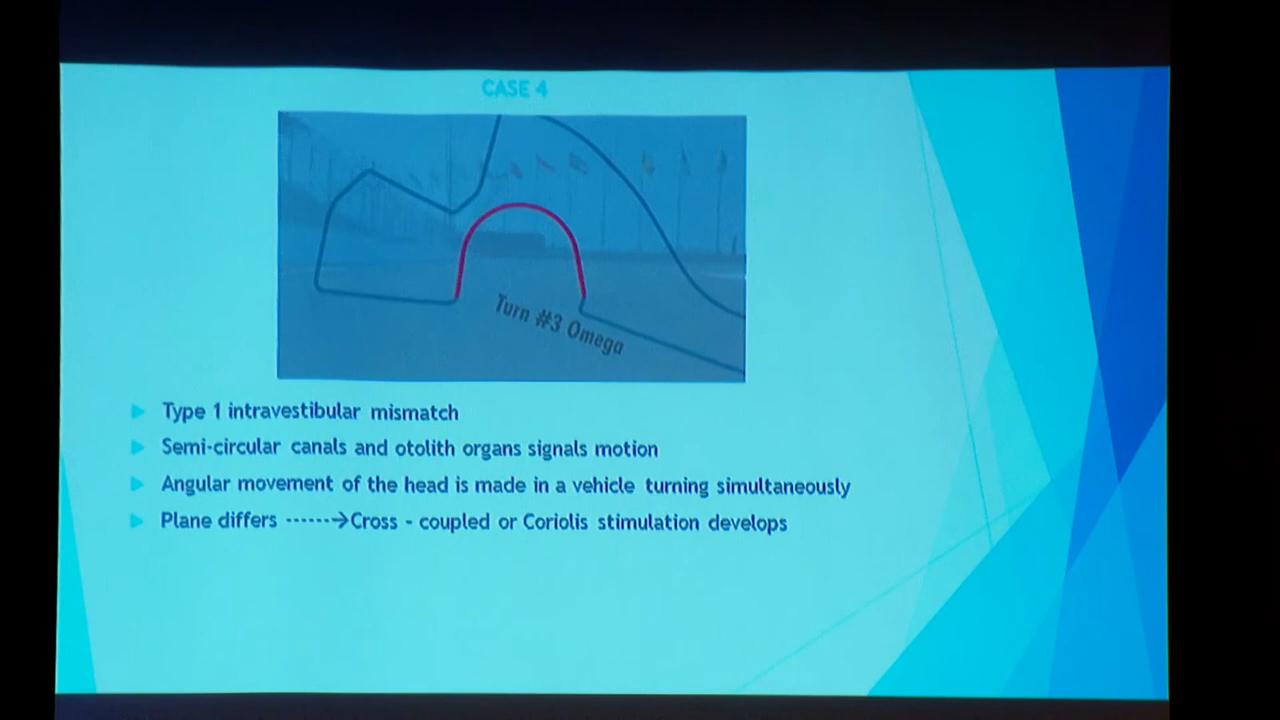 CASE 4
Turn #3 Omega
Type 1 intravestibular mismatch
Semi-circular canals and otolith organs signals motion
Angular movement of the head is made in a vehicle turning simultaneously
Plane differs ------→Cross - coupled or Coriolis stimulation develops